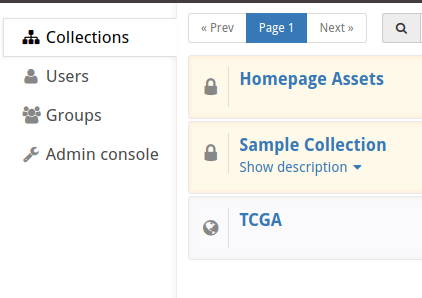 Collections
Users
Groups
Admin console
« Prev Page 1 Next »
Homepage Assets
Sample Collection
Show description
TCGA